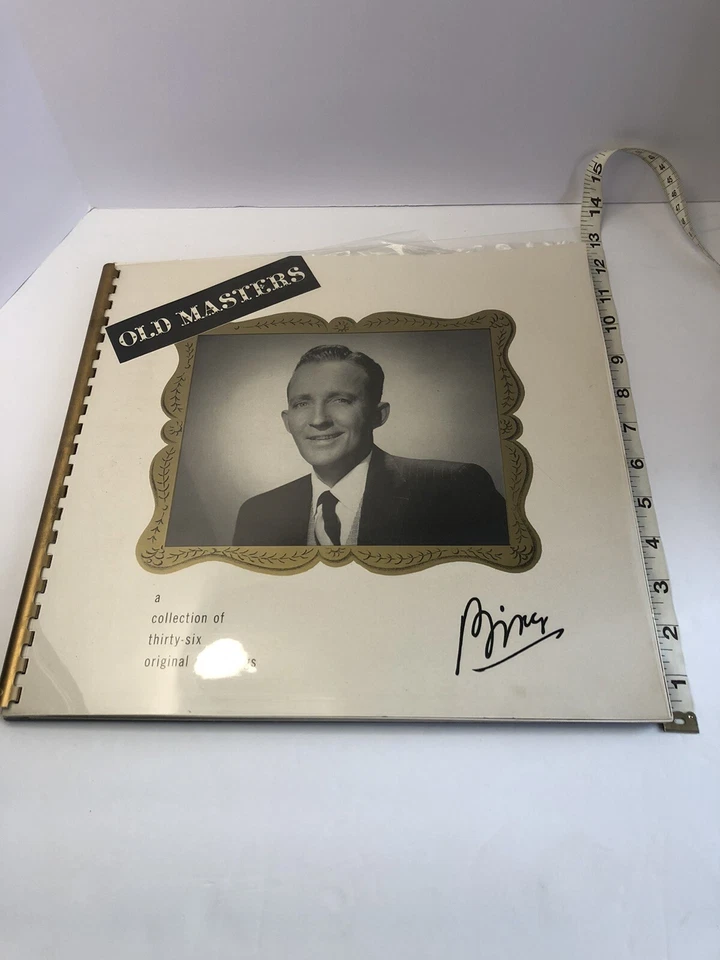 OLD MASTERS
a
collection of
thirty-six
original
Bing
15
14
13
12
11
10
9
8
7
6
5
4
3
2
1